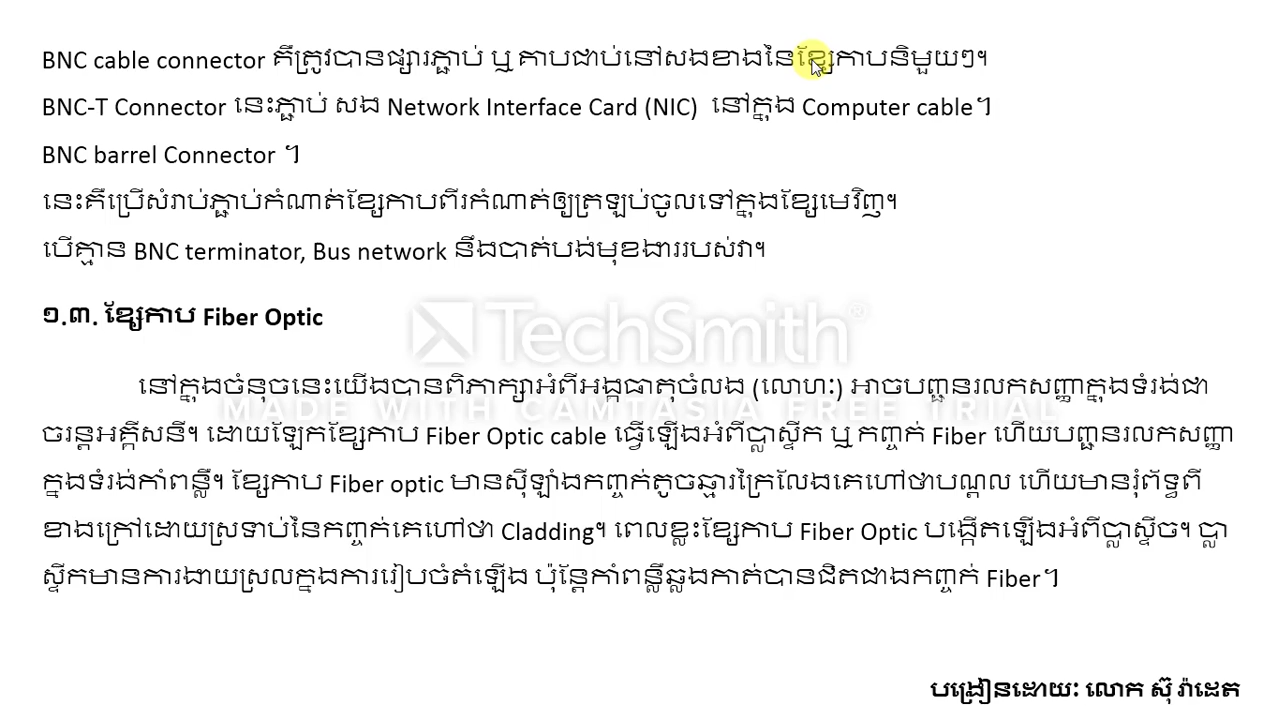 BNC cable connector គឺត្រូវបានផ្សារភ្ជាប់ ឬ គាបជាប់នៅសងខាងនៃខ្សែកាបនិមួយៗ។
BNC-T Connector នេះភ្ជាប់ សង Network Interface Card (NIC) នៅក្នុង Computer cable។
BNC barrel Connector ។
នេះគឺប្រើសំរាប់ភ្ជាប់កំណាត់ខ្សែកាបពីរកំណាត់ឲ្យត្រឡប់ចូលទៅក្នុងខ្សែមេវិញ។
បើគ្មាន BNC terminator, Bus network នឹងបាត់បង់មុខងាររបស់វា។
១.៣. ខ្សែកាប Fiber Optic
TechSmith®
MADE WITH CAMTASIA FREE TRIAL
នៅក្នុងចំនុចនេះយើងបានពិភាក្សាអំពីអង្គធាតុចំលង (លោហៈ) អាចបញ្ជូនរលកសញ្ញាក្នុងទំរង់ជា
ចរន្តអគ្គីសនី។ ដោយឡែកខ្សែកាប Fiber Optic cable ធ្វើឡើងអំពីប្លាស្ទីក ឬ កញ្ចក់ Fiber ហើយបញ្ជូនរលកសញ្ញា
ក្នុងទំរង់កាំពន្លឺ។ ខ្សែកាប Fiber optic មានស៊ីឡាំងកញ្ចក់តូចឆ្មារក្រៃលែងគេហៅថាបណ្តូល ហើយមានរុំព័ទ្ធពី
ខាងក្រៅដោយស្រទាប់នៃកញ្ចក់គេហៅថា Cladding។ ពេលខ្លះខ្សែកាប Fiber Optic បង្កើតឡើងអំពីប្លាស្ទីច។ ប្លា
ស្ទីកមានការងាយស្រួលក្នុងការរៀបចំតំឡើង ប៉ុន្តែកាំពន្លឺឆ្លងកាត់បានជិតជាងកញ្ចក់ Fiber។
បង្រៀនដោយៈ លោក ស៊ុ រ៉ាដេត